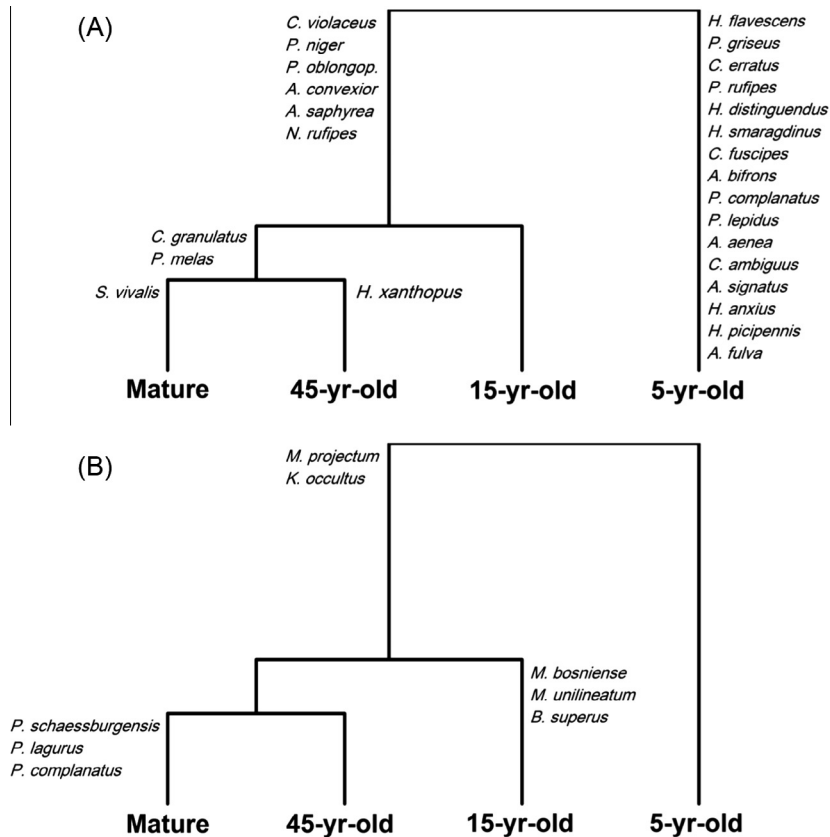 (A)
C. violaceus
P. niger
P. oblongop.
A. convexior
A. saphyrea
N. rufipes
H. flavescens
P. griseus
C. erratus
P. rufipes
H. distinguendus
H. smaragdinus
C. fuscipes
A. bifrons
P. complanatus
P. lepidus
A. aenea
C. ambiguus
A. signatus
H. anxius
H. picipennis
A. fulva
C. granulatus
P. melas
S. vivalis
H. xanthopus
Mature 45-yr-old 15-yr-old 5-yr-old
(B)
M. projectum
K. occultus
M. bosniense
M. unilineatum
B. superus
P. schaessburgensis
P. lagurus
P. complanatus
Mature 45-yr-old 15-yr-old 5-yr-old